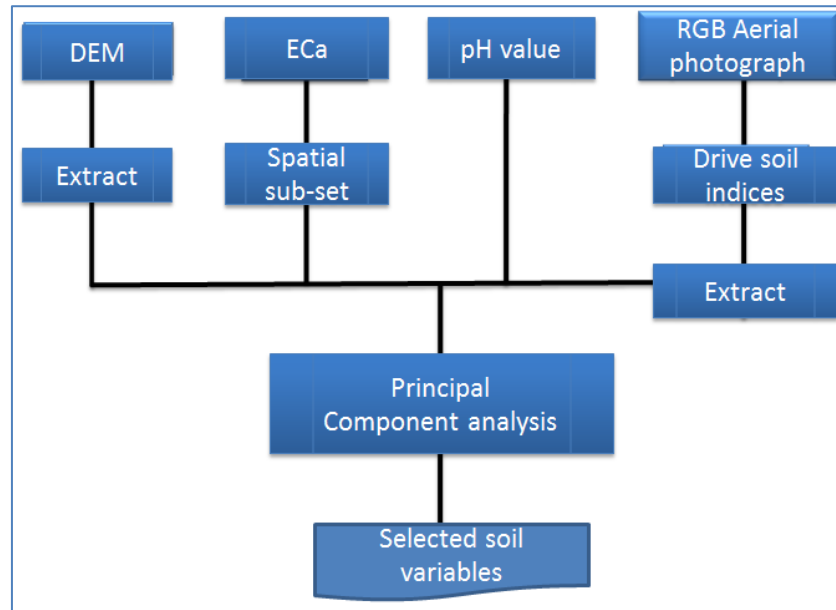 DEM
ECa
pH value
RGB Aerial
photograph
Extract
Spatial
sub-set
Drive soil
indices
Extract
Principal
Component analysis
Selected soil
variables